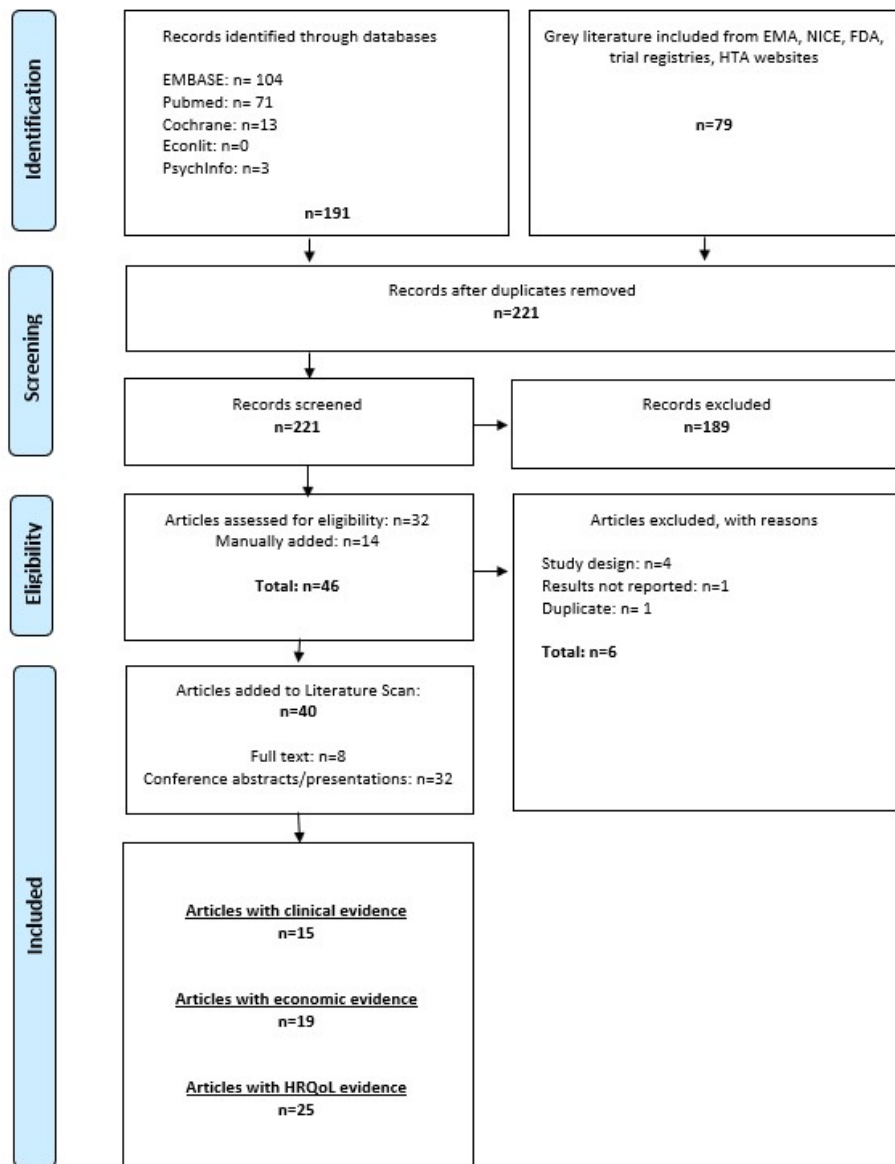 Identification
Records identified through databases
EMBASE: n= 104
Pubmed: n= 71
Cochrane: n=13
Econlit: n=0
PsychInfo: n=3
n=191
Grey literature included from EMA, NICE, FDA,
trial registries, HTA websites
n=79
Screening
Records after duplicates removed
n=221
Records screened
n=221
Records excluded
n=189
Eligibility
Articles assessed for eligibility: n=32
Manually added: n=14
Total: n=46
Articles excluded, with reasons
Study design: n=4
Results not reported: n=1
Duplicate: n= 1
Total: n=6
Included
Articles added to Literature Scan:
n=40
Full text: n=8
Conference abstracts/presentations: n=32
Articles with clinical evidence
n=15
Articles with economic evidence
n=19
Articles with HRQoL evidence
n=25